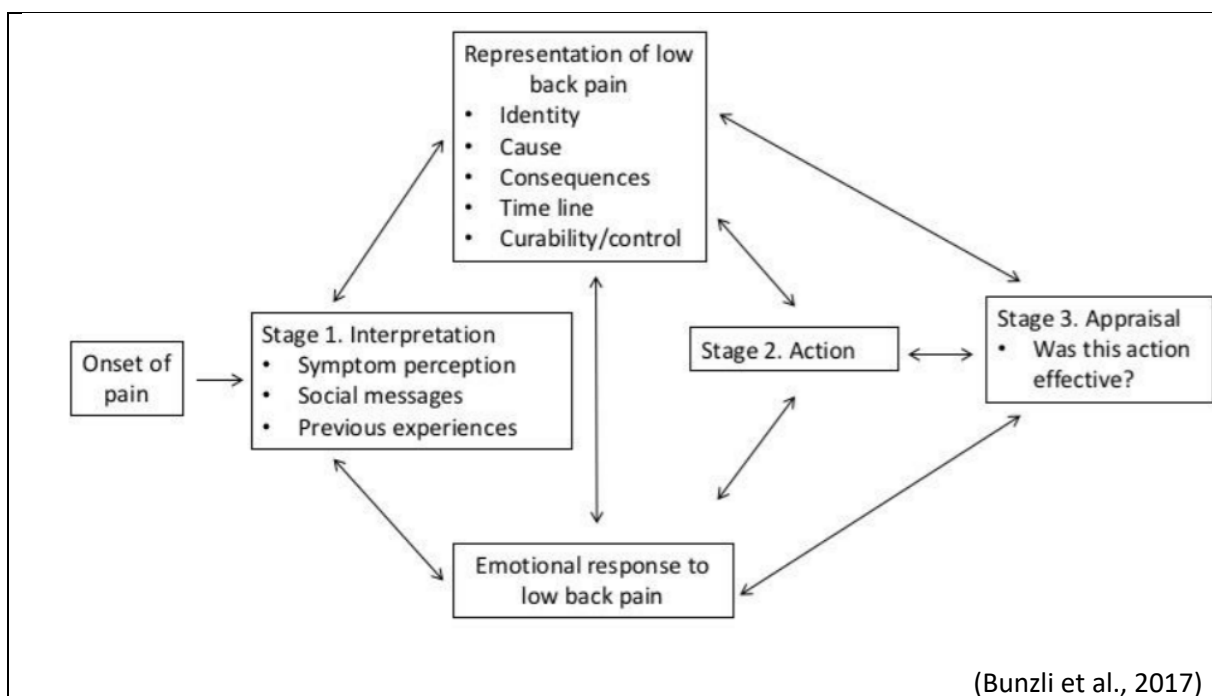 Representation of low
back pain
• Identity
• Cause
• Consequences
• Time line
• Curability/control
Onset of
pain
Stage 1. Interpretation
• Symptom perception
• Social messages
• Previous experiences
Stage 2. Action
Stage 3. Appraisal
• Was this action
effective?
Emotional response to
low back pain
(Bunzli et al., 2017)